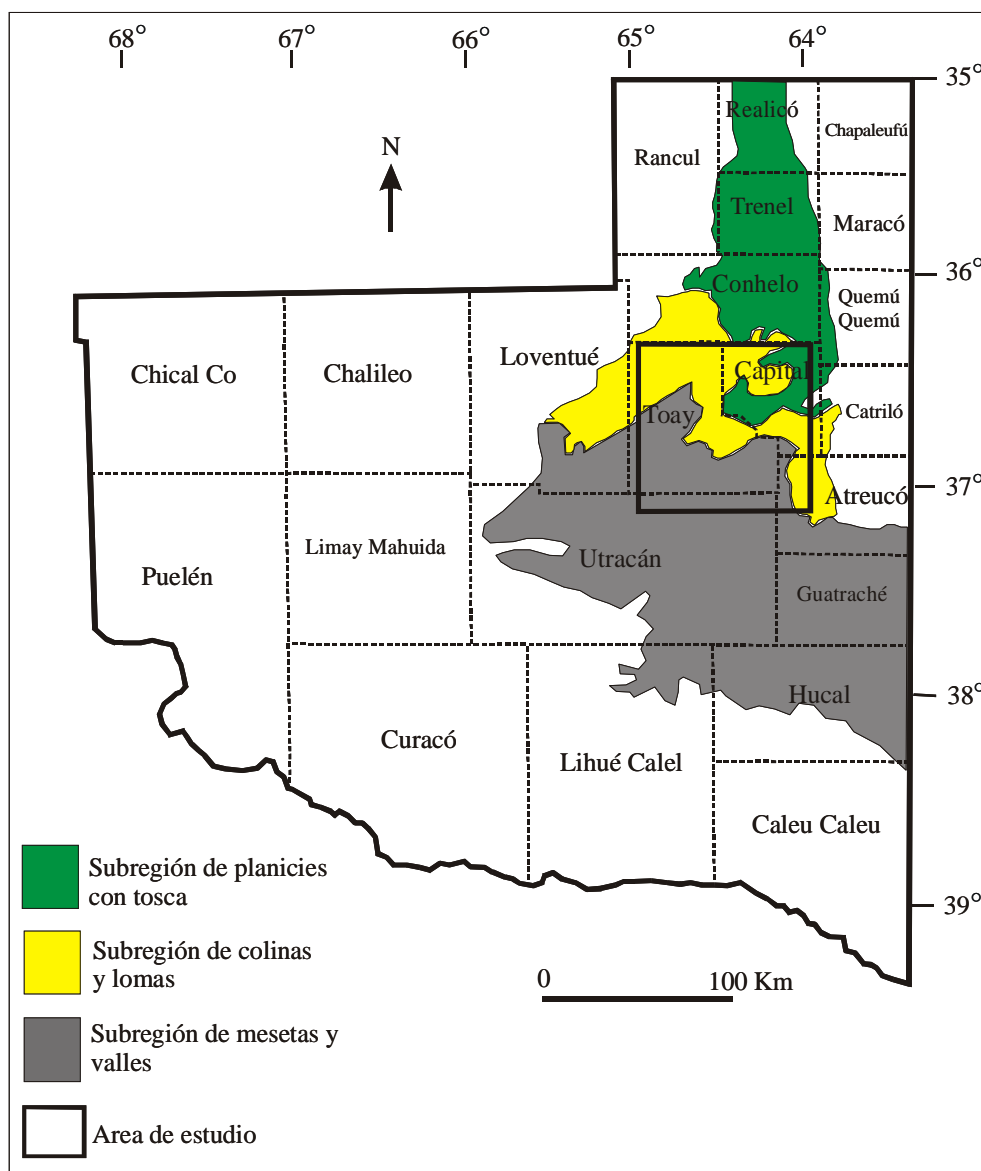 68°
67°
66°
65°
64°
35°
Realicó
Chapaleufú
N
Rancul
Trenel
Maracó
36°
Conhelo
Quemú
Quemú
Loventué
Capital
Chical Co
Chalileo
Toay
Catriló
37°
Atreucó
Limay Mahuida
Utracán
Puelén
Guatraché
38°
Hucal
Curacó
Lihué Calel
Caleu Caleu
39°
Subregión de planicies
con tosca
Subregión de colinas
y lomas
0 100 Km
Subregión de mesetas y
valles
Area de estudio